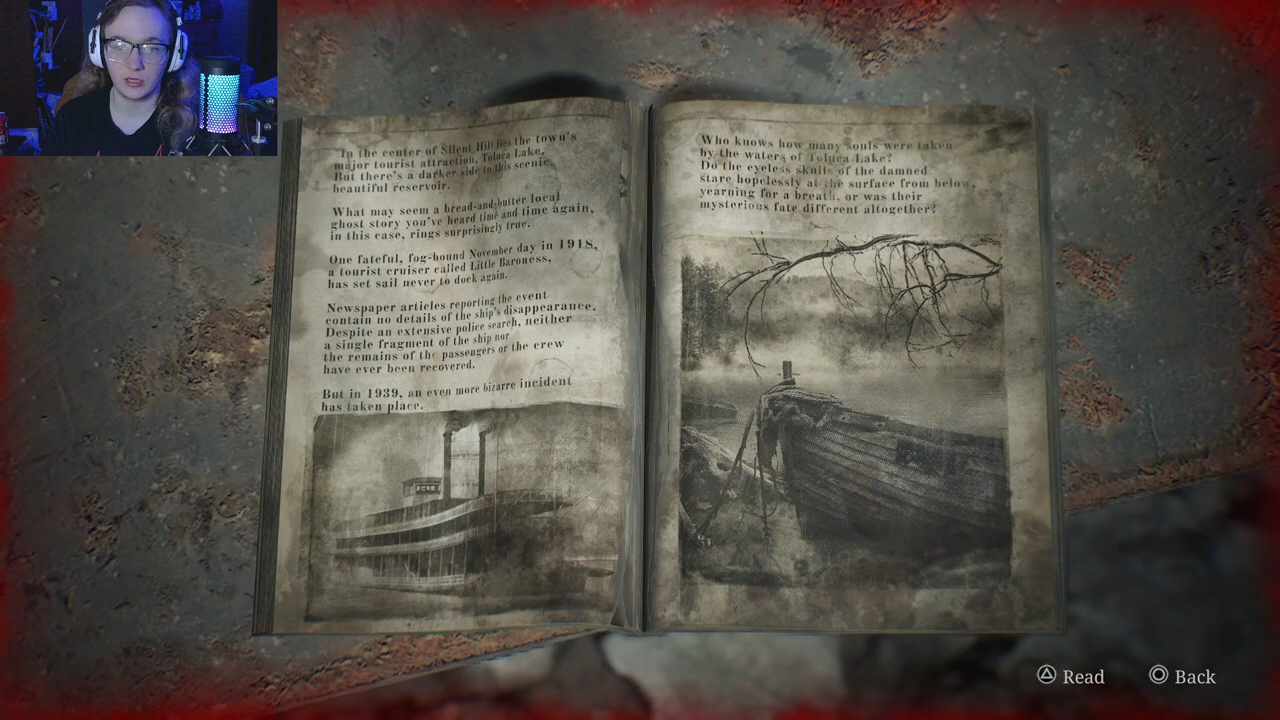 In the center of Silent Hill lies the town's
major tourist attraction, Toluca Lake.
But there's a darker side to this scenic,
beautiful reservoir.
What may seem a bread-and-butter local
ghost story you've heard time and time again,
in this case, rings surprisingly true.
One fateful, fog-bound November day in 1918,
a tourist cruiser called Little Baroness,
has set sail never to dock again.
Newspaper articles reporting the event
contain no details of the ship's disappearance.
Despite an extensive police search, neither
a single fragment of the ship nor
the remains of the passengers or the crew
have ever been recovered.
But in 1939, an even more bizarre incident
has taken place.
Who knows how many souls were taken
by the waters of Toluca Lake?
Do the eyeless skulls of the damned
stare hopelessly at the surface from below,
yearning for a breath, or was their
mysterious fate different altogether?
Read
Back